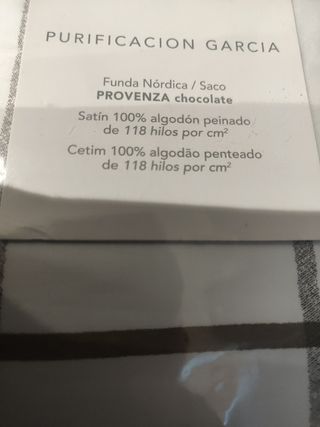 PURIFICACION GARCIA
Funda Nórdica / Saco
PROVENZA chocolate
Satín 100% algodón peinado
de 118 hilos por cm²
Cetim 100% algodão penteado
de 118 hilos por cm²